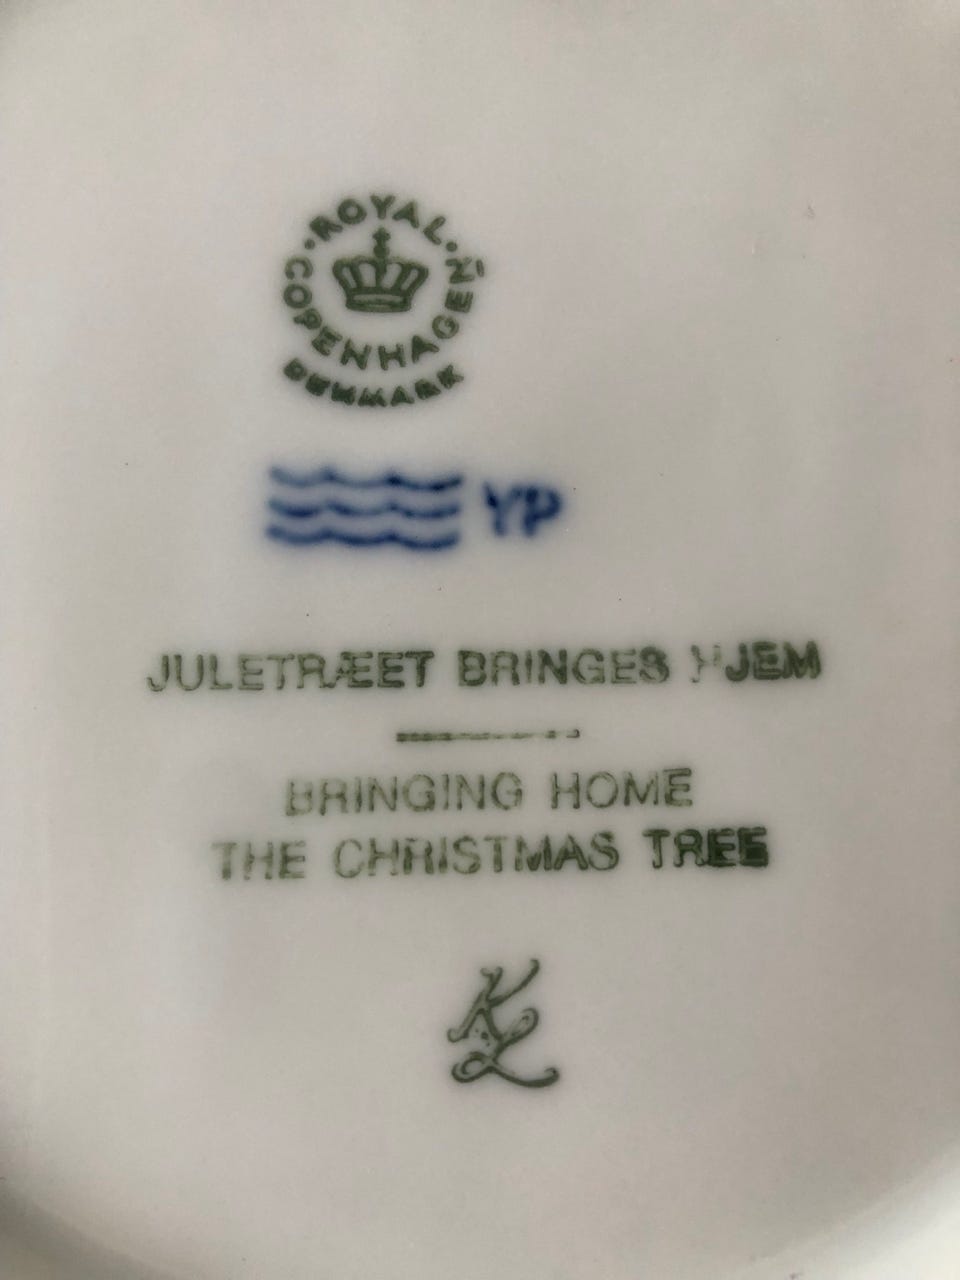 ROYAL
COPENHAGEN
DENMARK
YP
JULETRÆET BRINGES HJEM
BRINGING HOME
THE CHRISTMAS TREE
KL